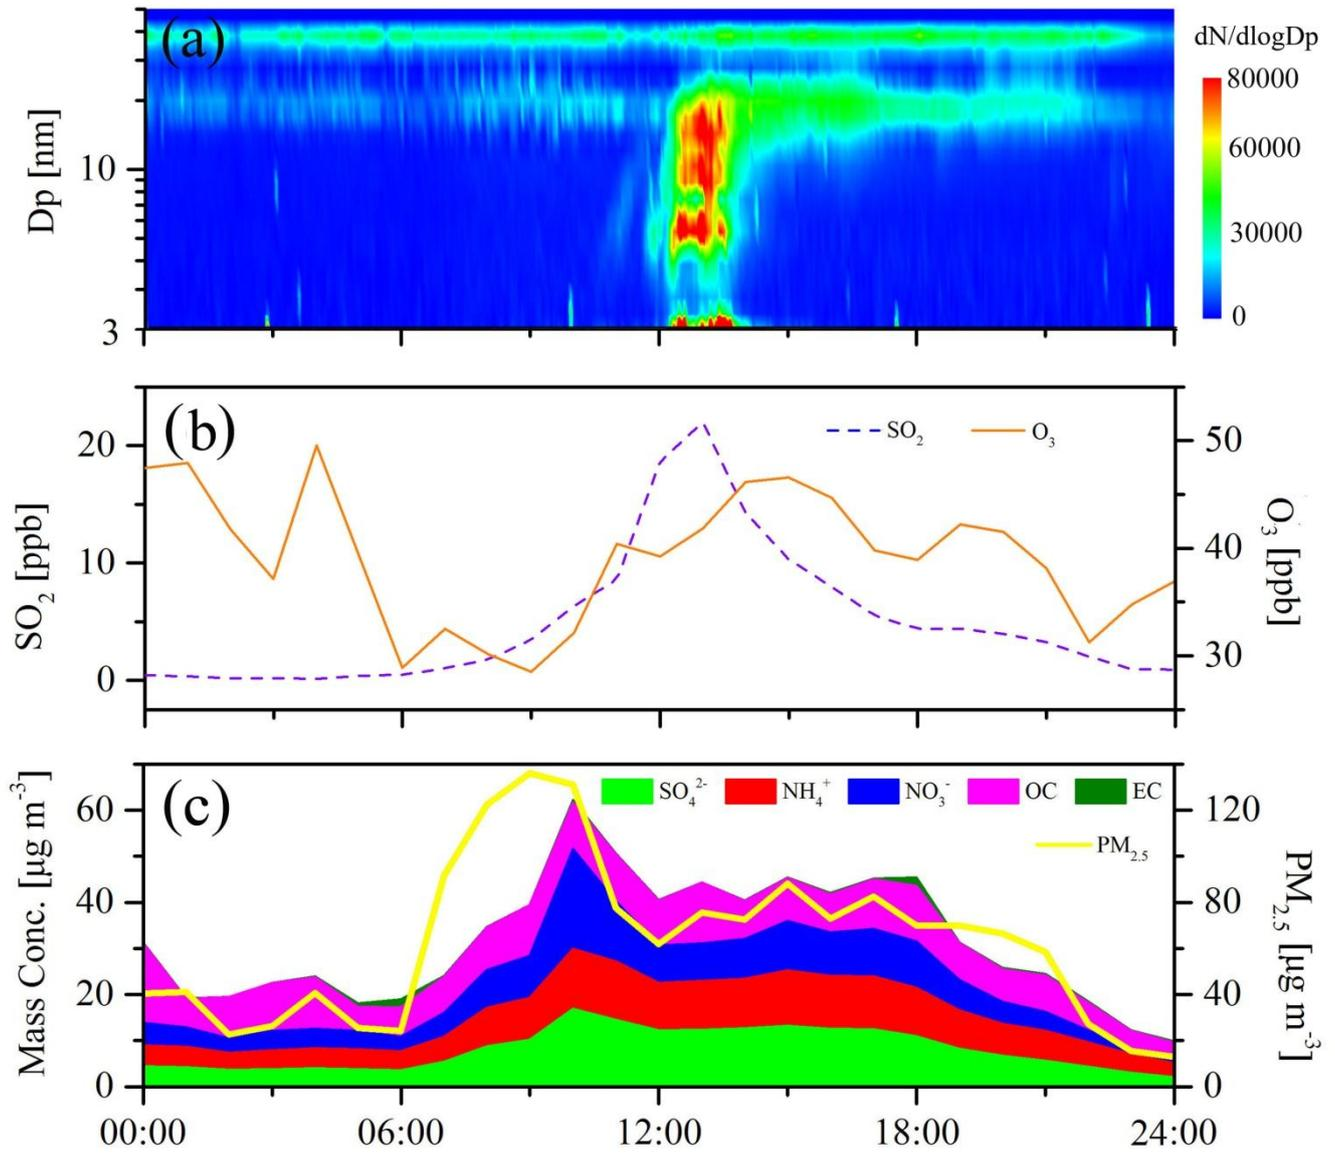 (a)
dN/dlogDp
80000
60000
30000
0
Dp [nm]
10
3
(b)
SO₂
O₃
20
10
0
SO₂ [ppb]
50
40
30
O₃ [ppb]
(c)
SO₄²⁻ NH₄⁺ NO₃⁻ OC EC
PM₂.₅
60
40
20
0
Mass Conc. [µg m⁻³]
120
80
40
0
PM₂.₅ [µg m⁻³]
00:00 06:00 12:00 18:00 24:00